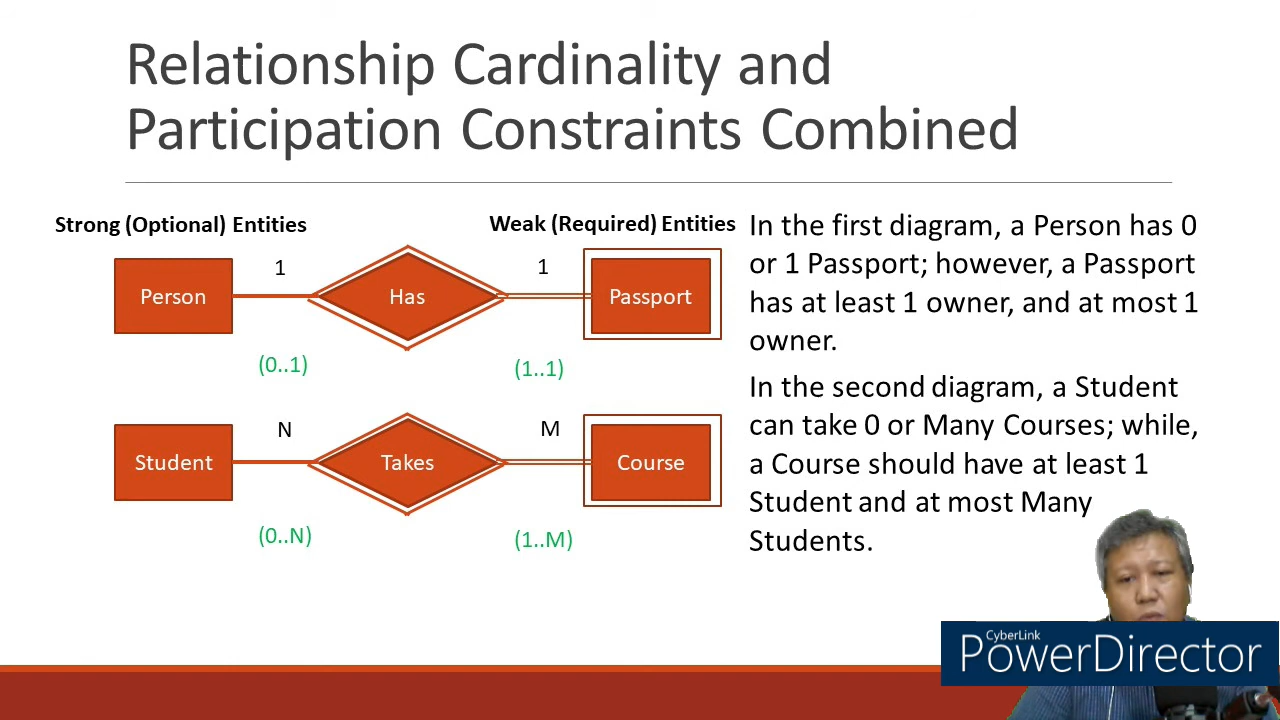 Relationship Cardinality and
Participation Constraints Combined
Strong (Optional) Entities
Weak (Required) Entities
1
1
Person
Has
Passport
(0..1)
(1..1)
N
M
Student
Takes
Course
(0..N)
(1..M)
In the first diagram, a Person has 0
or 1 Passport; however, a Passport
has at least 1 owner, and at most 1
owner.
In the second diagram, a Student
can take 0 or Many Courses; while,
a Course should have at least 1
Student and at most Many
Students.
CyberLink
PowerDirector